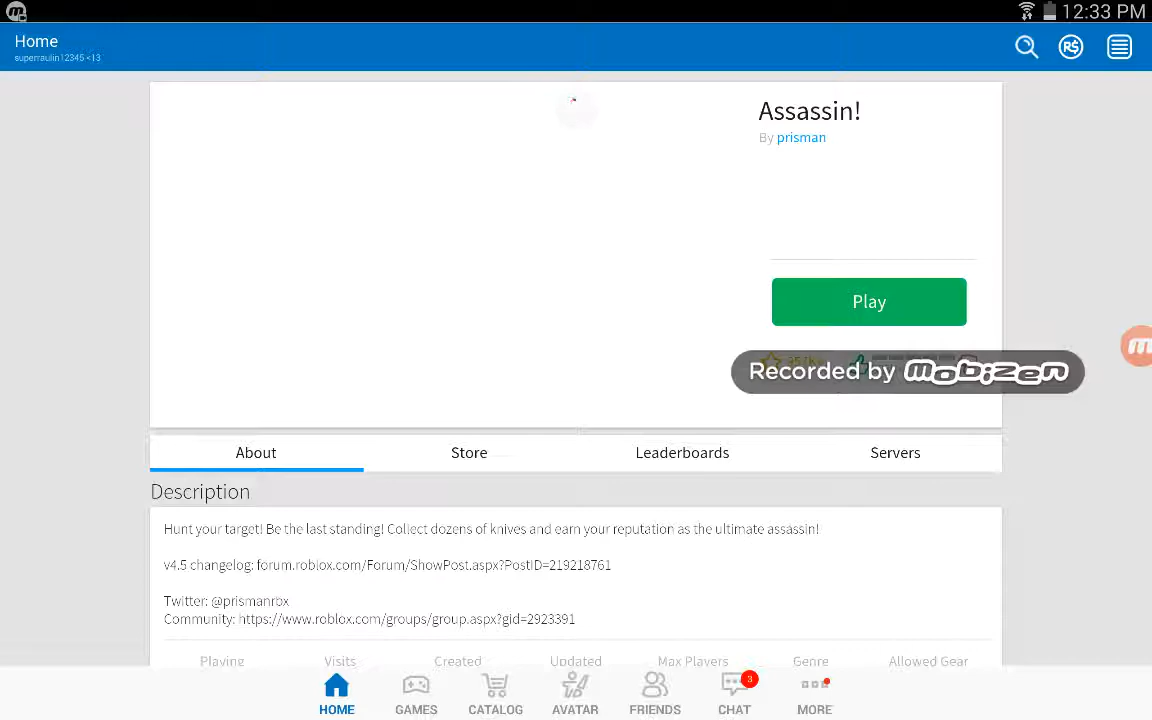 12:33 PM
Home
superraulin12345 <13
R$
Assassin!
By prisman
Play
Recorded by mobizen
About
Store
Leaderboards
Servers
Description
Hunt your target! Be the last standing! Collect dozens of knives and earn your reputation as the ultimate assassin!
v4.5 changelog: forum.roblox.com/Forum/ShowPost.aspx?PostID=219218761
Twitter: @prismanrbx
Community: https://www.roblox.com/groups/group.aspx?gid=2923391
Playing
Visits
Created
Updated
Max Players
Genre
Allowed Gear
3
HOME
GAMES
CATALOG
AVATAR
FRIENDS
CHAT
MORE